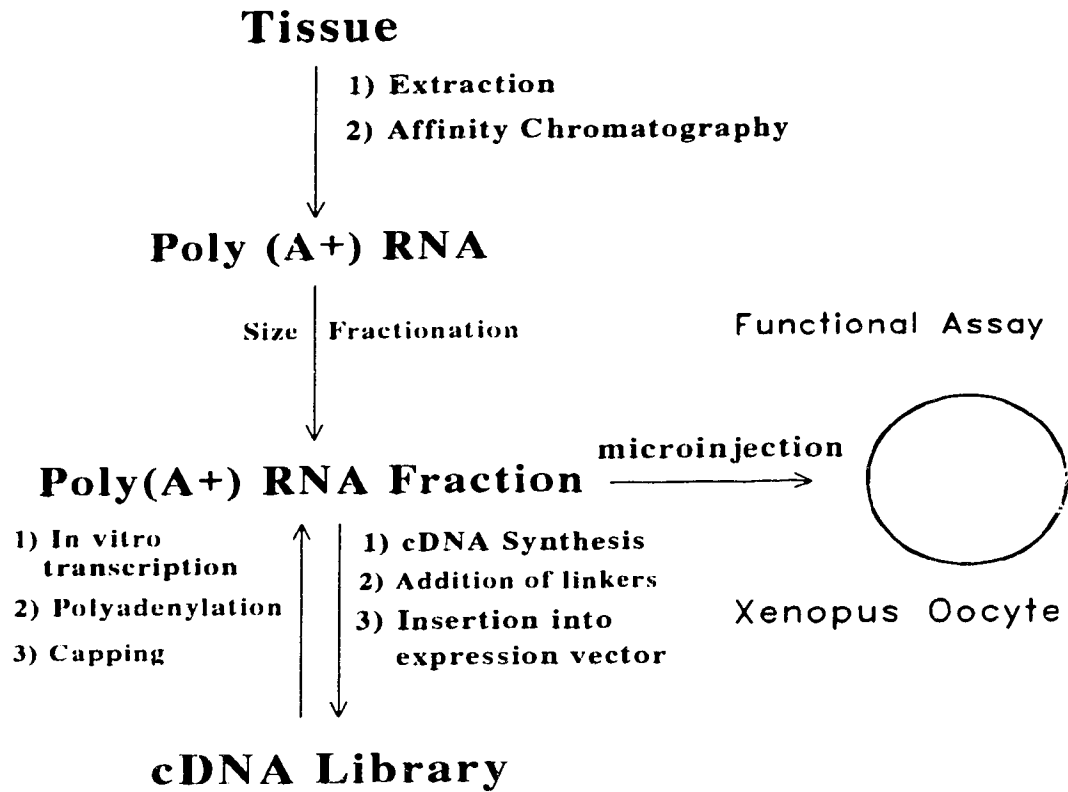 Tissue
1) Extraction
2) Affinity Chromatography
Poly (A+) RNA
Size Fractionation
Functional Assay
microinjection
Poly(A+) RNA Fraction
1) In vitro
transcription
2) Polyadenylation
3) Capping
1) cDNA Synthesis
2) Addition of linkers
3) Insertion into
expression vector
Xenopus Oocyte
cDNA Library